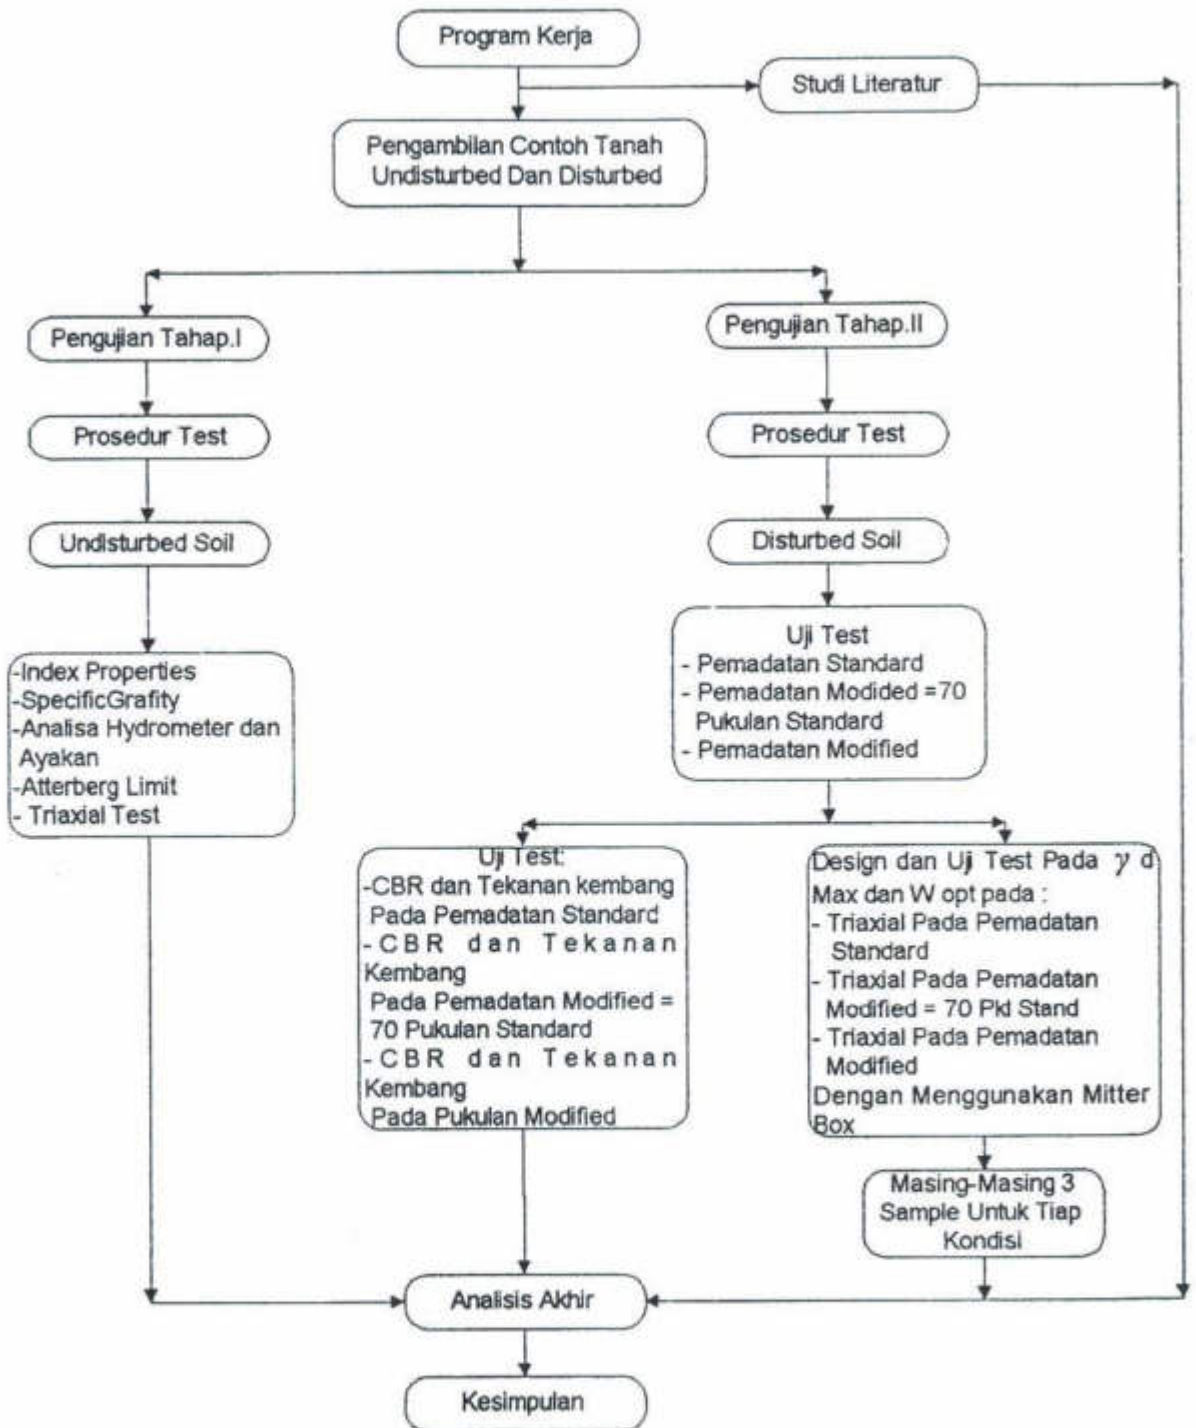 Program Kerja
Studi Literatur
Pengambilan Contoh Tanah
Undisturbed Dan Disturbed
Pengujian Tahap.I
Prosedur Test
Undisturbed Soil
-Index Properties
-SpecificGrafity
-Analisa Hydrometer dan
Ayakan
-Atterberg Limit
- Triaxial Test
Pengujian Tahap.II
Prosedur Test
Disturbed Soil
Uji Test
- Pemadatan Standard
- Pemadatan Modided =70
Pukulan Standard
- Pemadatan Modified
Uji Test:
-CBR dan Tekanan kembang
Pada Pemadatan Standard
- CBR dan Tekanan
Kembang
Pada Pemadatan Modified =
70 Pukulan Standard
- CBR dan Tekanan
Kembang
Pada Pukulan Modified
Design dan Uji Test Pada γ d
Max dan W opt pada :
- Triaxial Pada Pemadatan
Standard
- Triaxial Pada Pemadatan
Modified = 70 Pkl Stand
- Triaxial Pada Pemadatan
Modified
Dengan Menggunakan Mitter
Box
Masing-Masing 3
Sample Untuk Tiap
Kondisi
Analisis Akhir
Kesimpulan